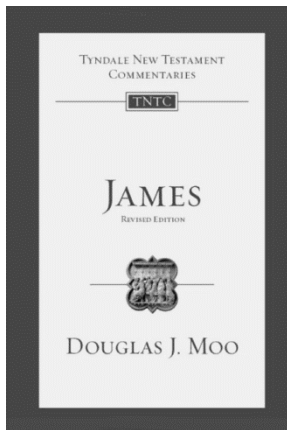 Tyndale New Testament
Commentaries
TNTC
James
Revised Edition
Douglas J. Moo